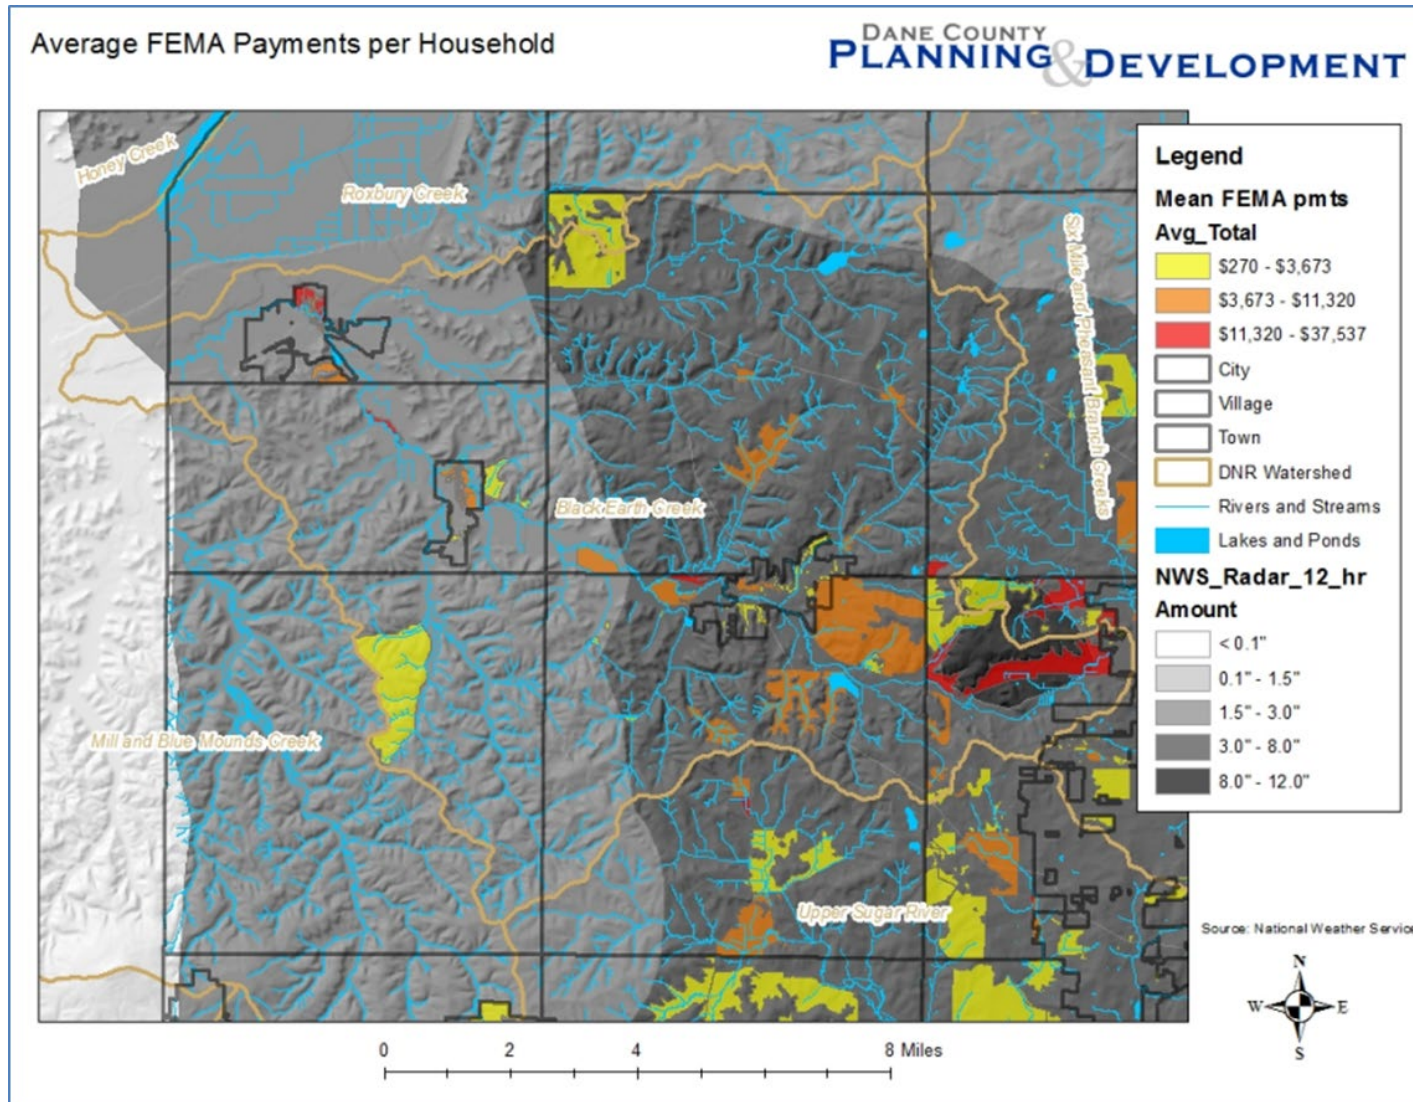 Average FEMA Payments per Household
DANE COUNTY
PLANNING & DEVELOPMENT
Honey Creek
Roxbury Creek
Six Mile and Pheasant Branch Creeks
Black Earth Creek
Mill and Blue Mounds Creek
Upper Sugar River
Legend
Mean FEMA pmts
Avg_Total
$270 - $3,673
$3,673 - $11,320
$11,320 - $37,537
City
Village
Town
DNR Watershed
Rivers and Streams
Lakes and Ponds
NWS_Radar_12_hr
Amount
< 0.1"
0.1" - 1.5"
1.5" - 3.0"
3.0" - 8.0"
8.0" - 12.0"
Source: National Weather Service
N
W E
S
0 2 4 8 Miles